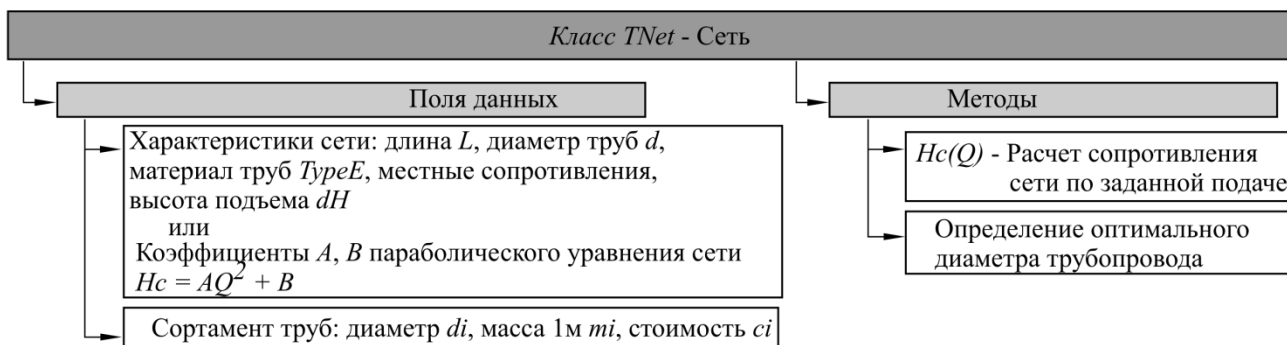 Класс TNet - Сеть
Поля данных
Характеристики сети: длина L, диаметр труб d,
материал труб TypeE, местные сопротивления,
высота подъема dH
или
Коэффициенты A, B параболического уравнения сети
Hc = AQ² + B
Сортамент труб: диаметр di, масса 1м mi, стоимость ci
Методы
Hc(Q) - Расчет сопротивления
сети по заданной подаче
Определение оптимального
диаметра трубопровода